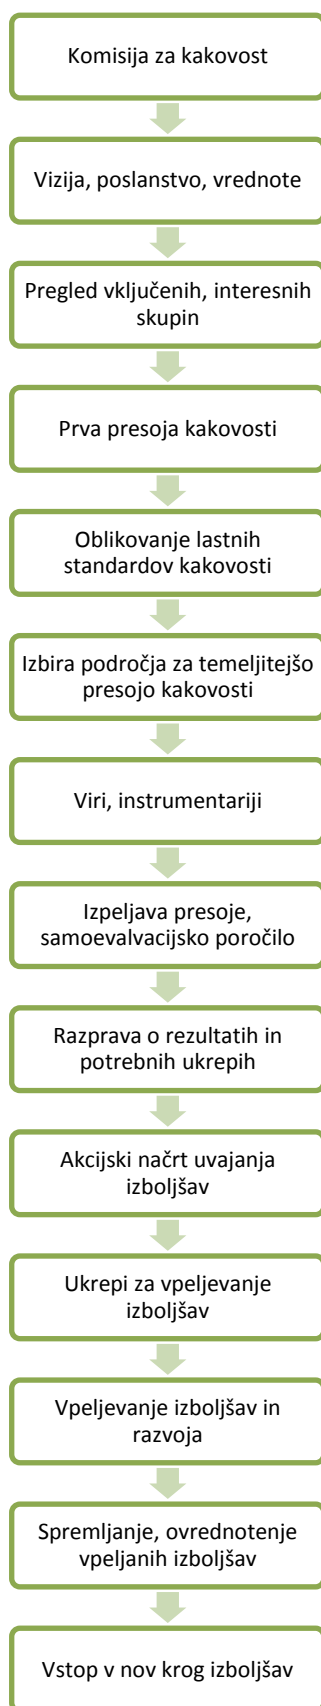 Komisija za kakovost
Vizija, poslanstvo, vrednote
Pregled vključenih, interesnih
skupin
Prva presoja kakovosti
Oblikovanje lastnih
standardov kakovosti
Izbira področja za temeljitejšo
presojo kakovosti
Viri, instrumentariji
Izpeljava presoje,
samoevalvacijsko poročilo
Razprava o rezultatih in
potrebnih ukrepih
Akcijski načrt uvajanja
izboljšav
Ukrepi za vpeljevanje
izboljšav
Vpeljevanje izboljšav in
razvoja
Spremljanje, ovrednotenje
vpeljanih izboljšav
Vstop v nov krog izboljšav